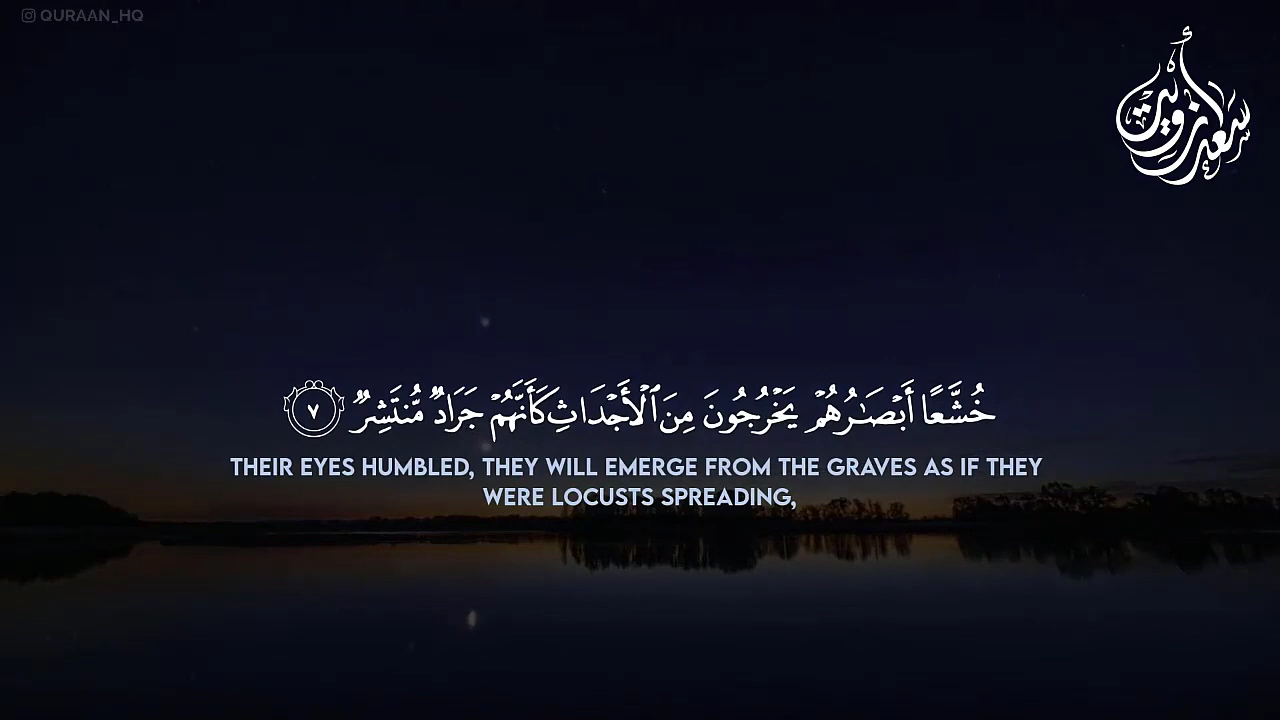 QURAAN_HQ
خُشَّعًا أَبْصَـٰرُهُمْ يَخْرُجُونَ مِنَ ٱلْأَجْدَاثِ كَأَنَّهُمْ جَرَادٌ مُّنتَشِرٌ ٧
THEIR EYES HUMBLED, THEY WILL EMERGE FROM THE GRAVES AS IF THEY
WERE LOCUSTS SPREADING,